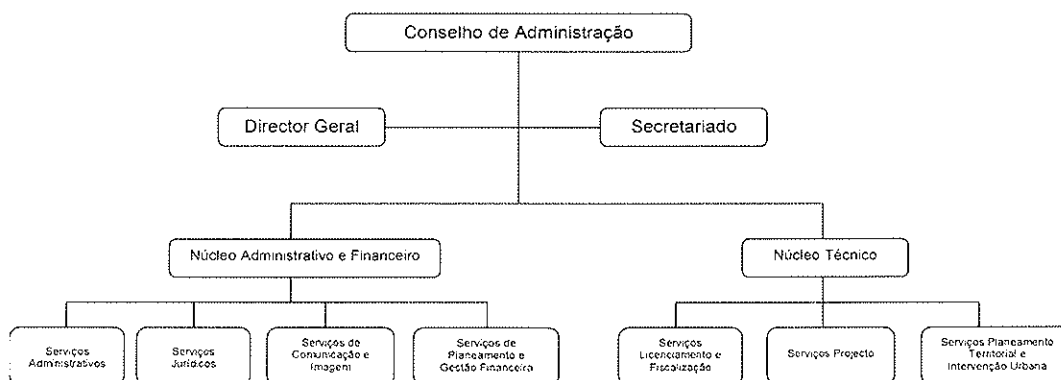 Conselho de Administração
Director Geral
Secretariado
Núcleo Administrativo e Financeiro
Núcleo Técnico
Serviços
Administrativos
Serviços
Jurídicos
Serviços de
Comunicação e
Imagem
Serviços de
Planeamento e
Gestão Financeira
Serviços
Licenciamento e
Fiscalização
Serviços Projecto
Serviços Planeamento
Territorial e
Intervenção Urbana